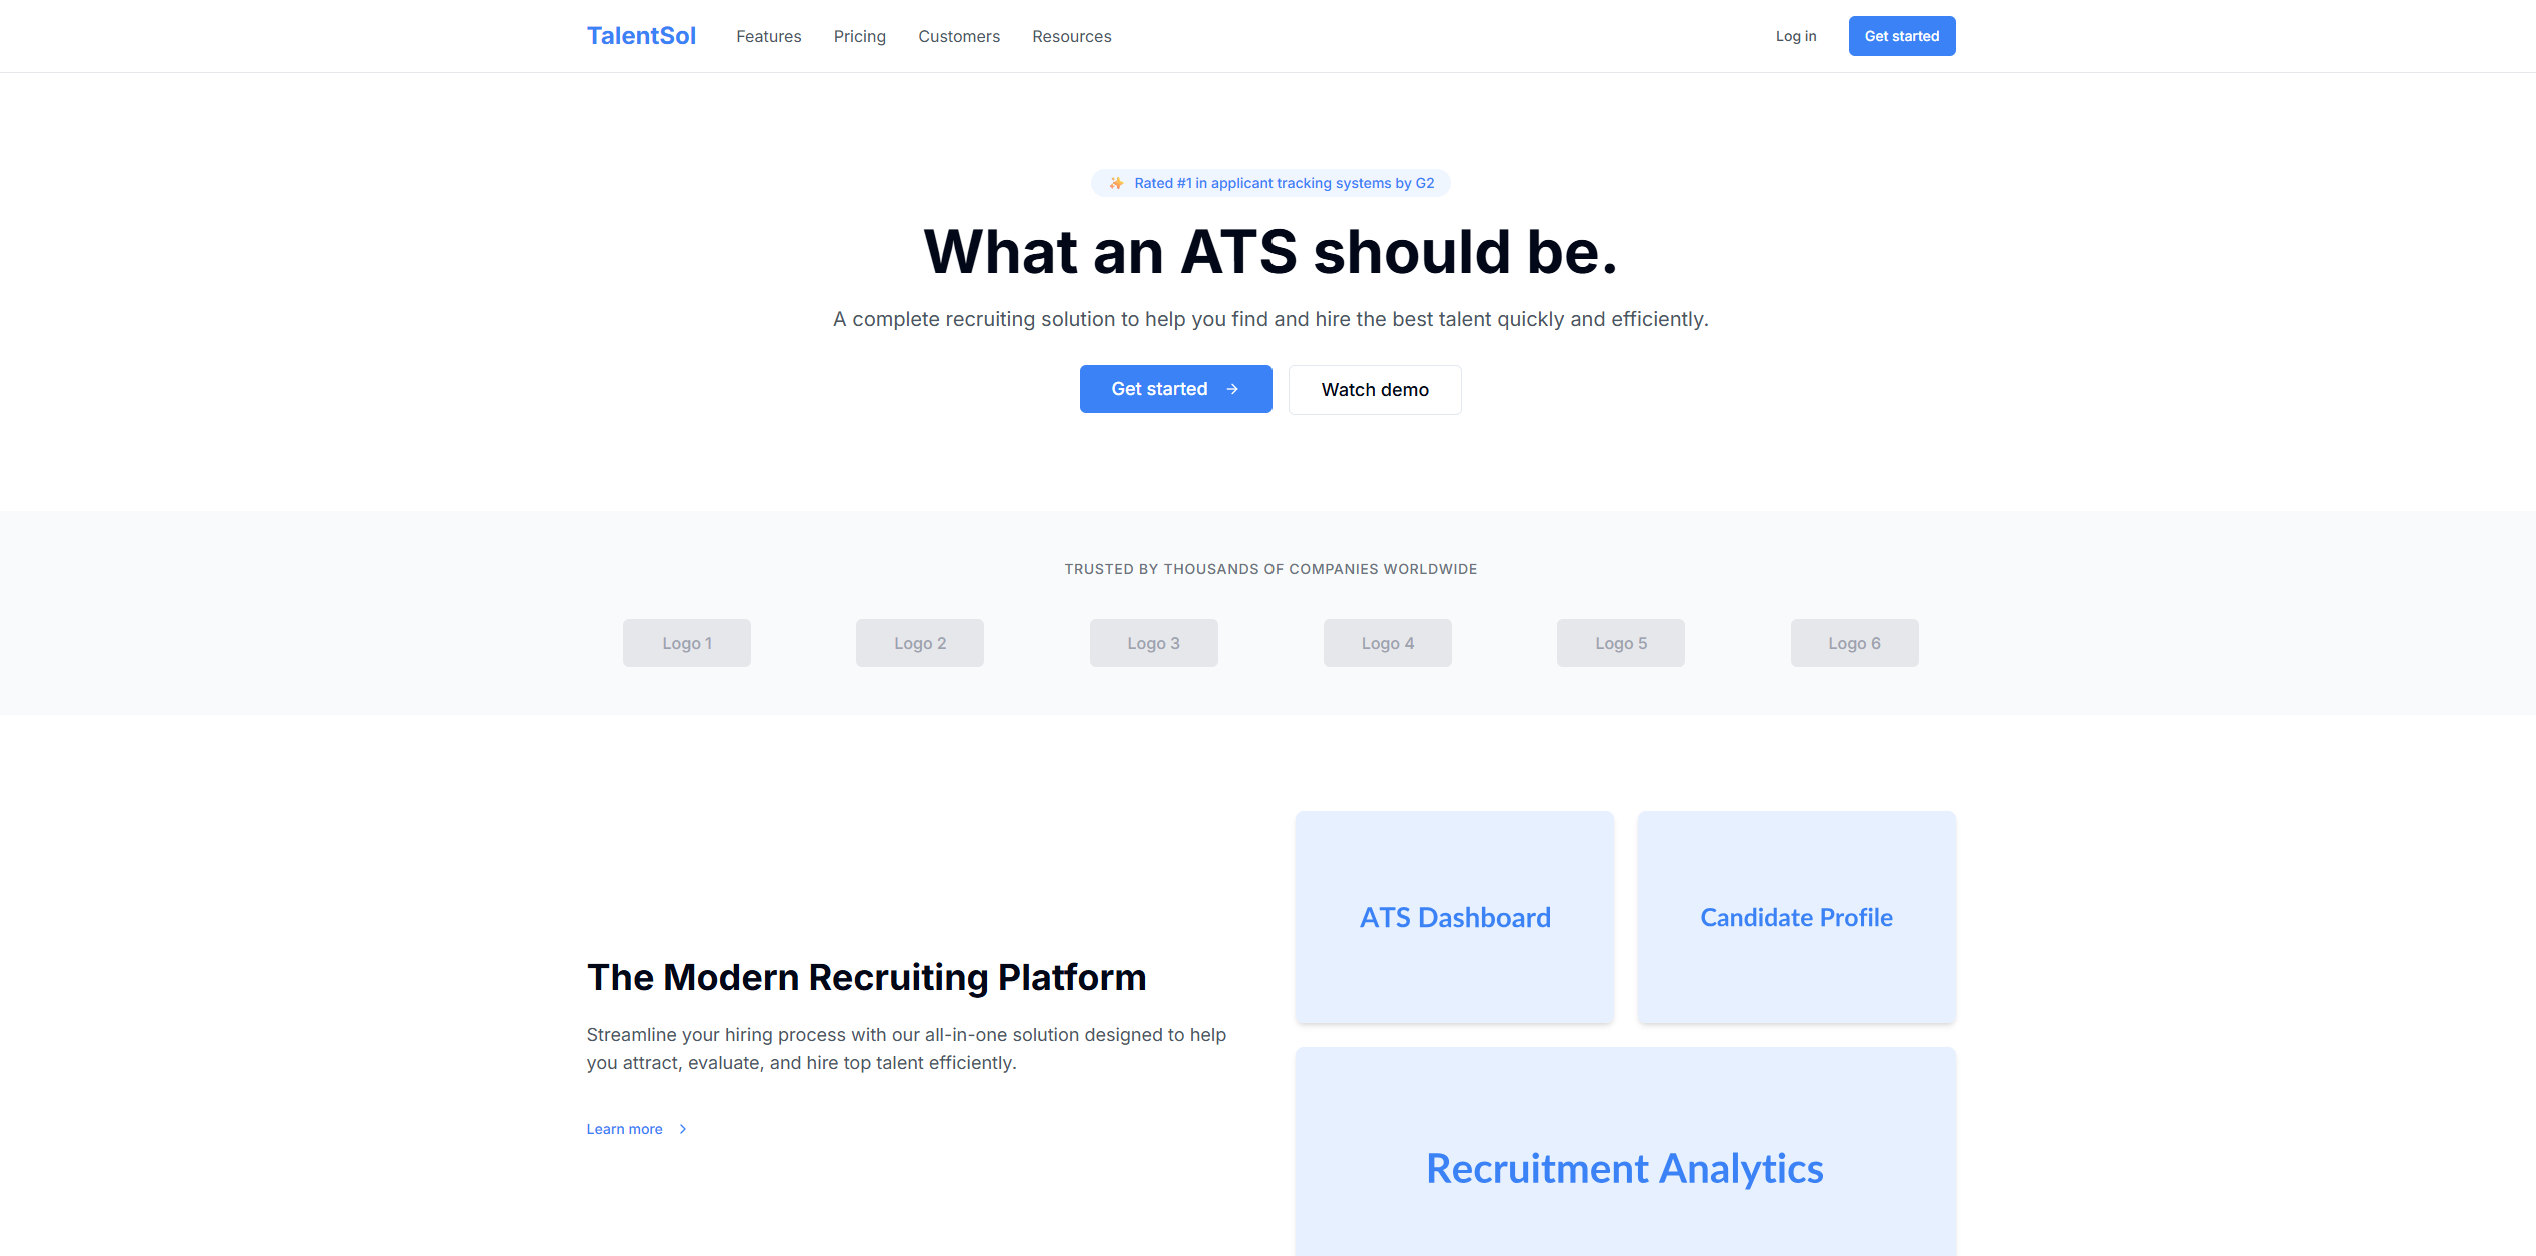 TalentSol
Features
Pricing
Customers
Resources
Log in
Get started
Rated #1 in applicant tracking systems by G2
What an ATS should be.
A complete recruiting solution to help you find and hire the best talent quickly and efficiently.
Get started
Watch demo
TRUSTED BY THOUSANDS OF COMPANIES WORLDWIDE
Logo 1
Logo 2
Logo 3
Logo 4
Logo 5
Logo 6
The Modern Recruiting Platform
Streamline your hiring process with our all-in-one solution designed to help
you attract, evaluate, and hire top talent efficiently.
Learn more
ATS Dashboard
Candidate Profile
Recruitment Analytics